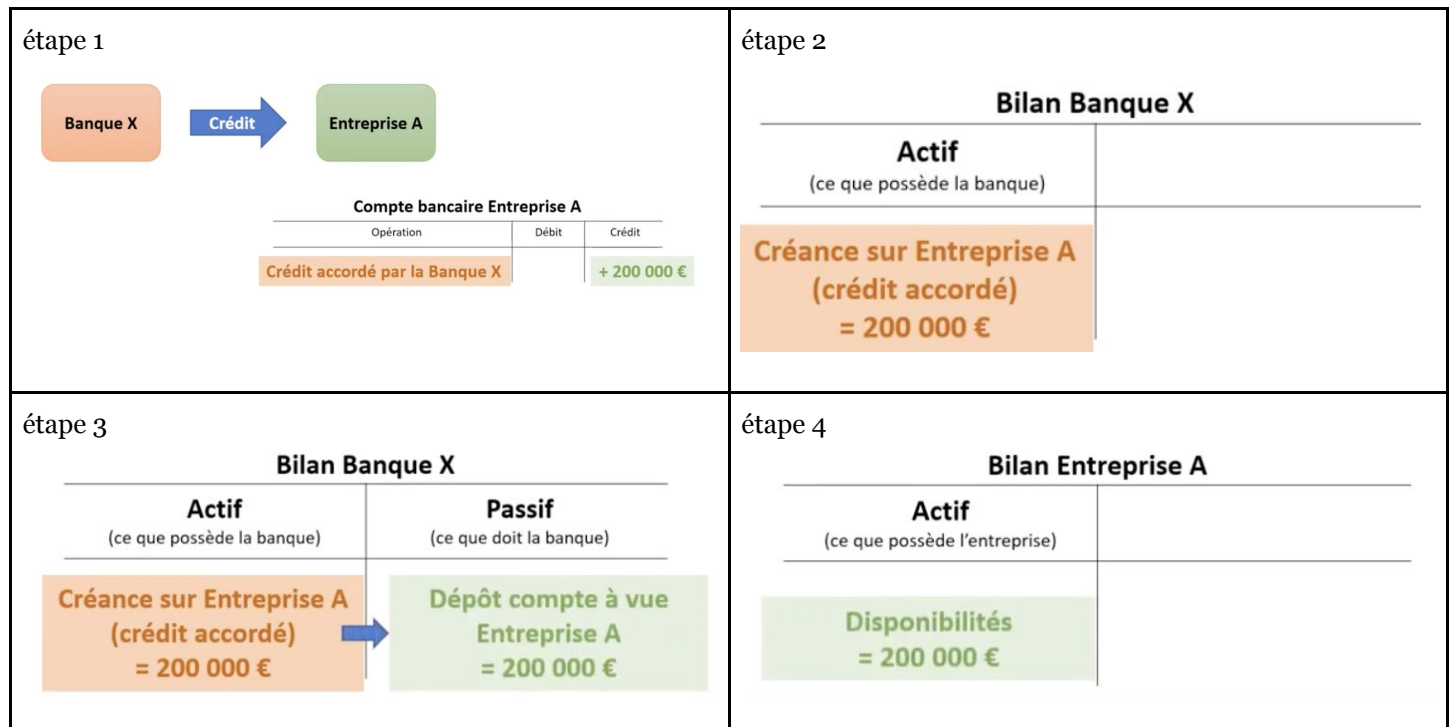 étape 1
Banque X
Crédit
Entreprise A
Compte bancaire Entreprise A
Opération Débit Crédit
Crédit accordé par la Banque X + 200 000 €
étape 2
Bilan Banque X
Actif
(ce que possède la banque)
Créance sur Entreprise A
(crédit accordé)
= 200 000 €
étape 3
Bilan Banque X
Actif Passif
(ce que possède la banque) (ce que doit la banque)
Créance sur Entreprise A
(crédit accordé)
= 200 000 €
Dépôt compte à vue
Entreprise A
= 200 000 €
étape 4
Bilan Entreprise A
Actif
(ce que possède l'entreprise)
Disponibilités
= 200 000 €